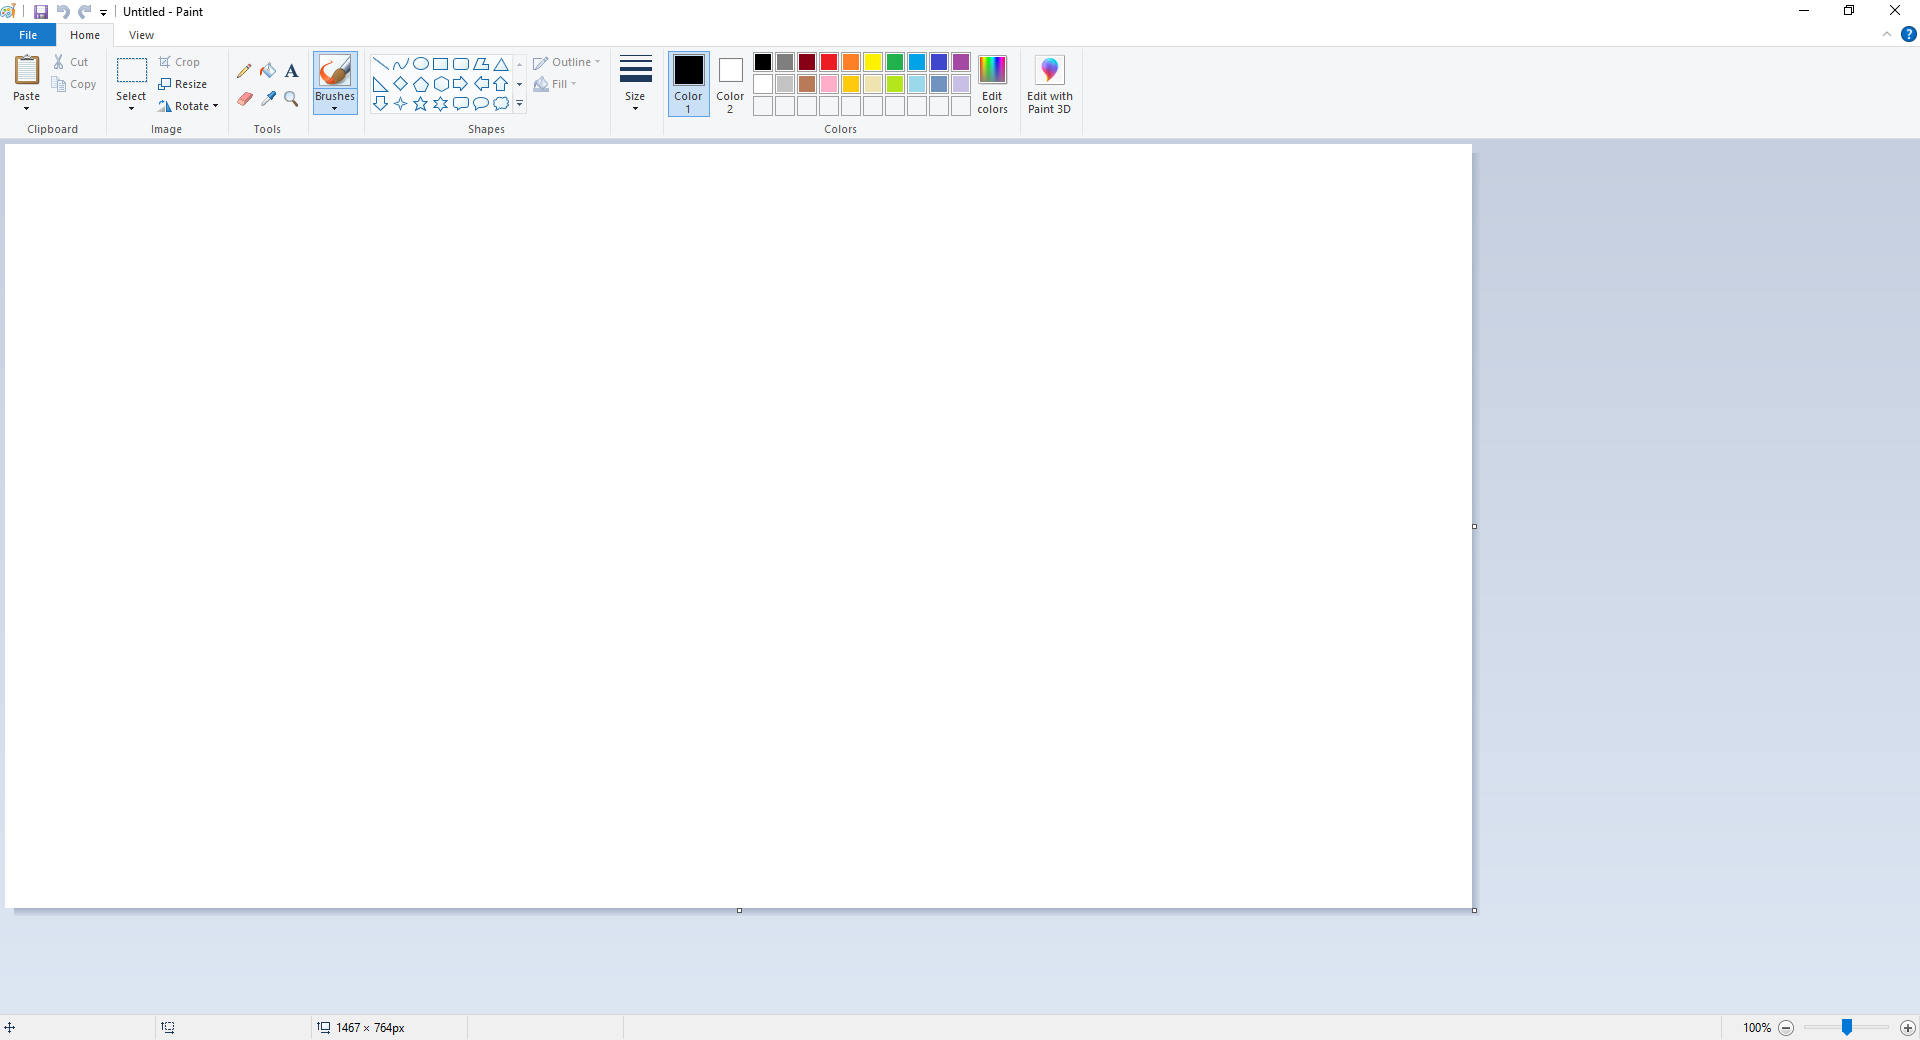 Untitled - Paint
File Home View
Paste
Cut
Copy
Clipboard
Select
Crop
Resize
Rotate
Image
A
Tools
Brushes
Shapes
Outline
Fill
Size
Color 1
Color 2
Edit colors
Colors
Edit with Paint 3D
?
1467 × 764px
100%